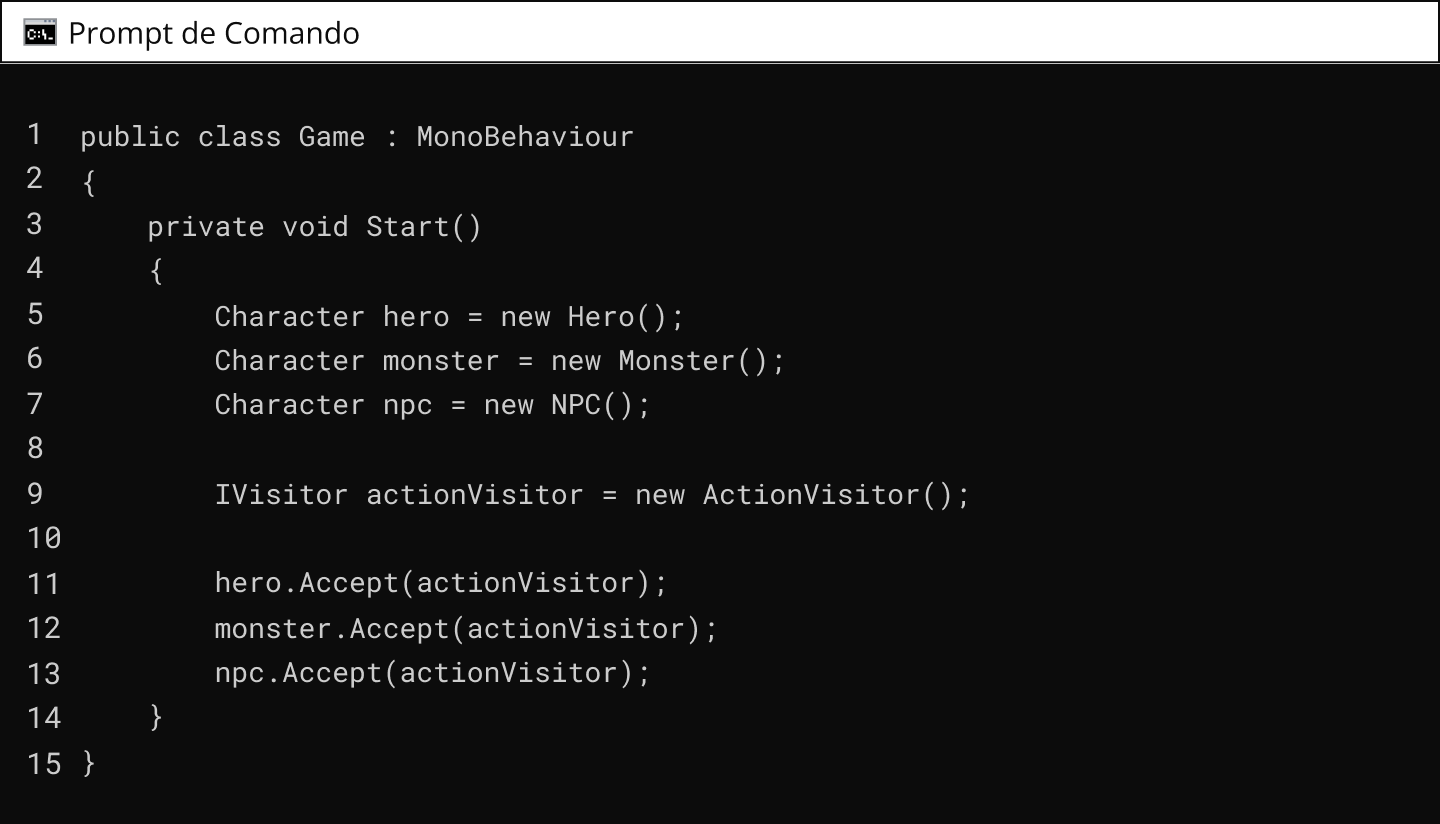 C:\._ Prompt de Comando
1 public class Game : MonoBehaviour
2 {
3     private void Start()
4     {
5         Character hero = new Hero();
6         Character monster = new Monster();
7         Character npc = new NPC();
8
9         IVisitor actionVisitor = new ActionVisitor();
10
11         hero.Accept(actionVisitor);
12         monster.Accept(actionVisitor);
13         npc.Accept(actionVisitor);
14     }
15 }